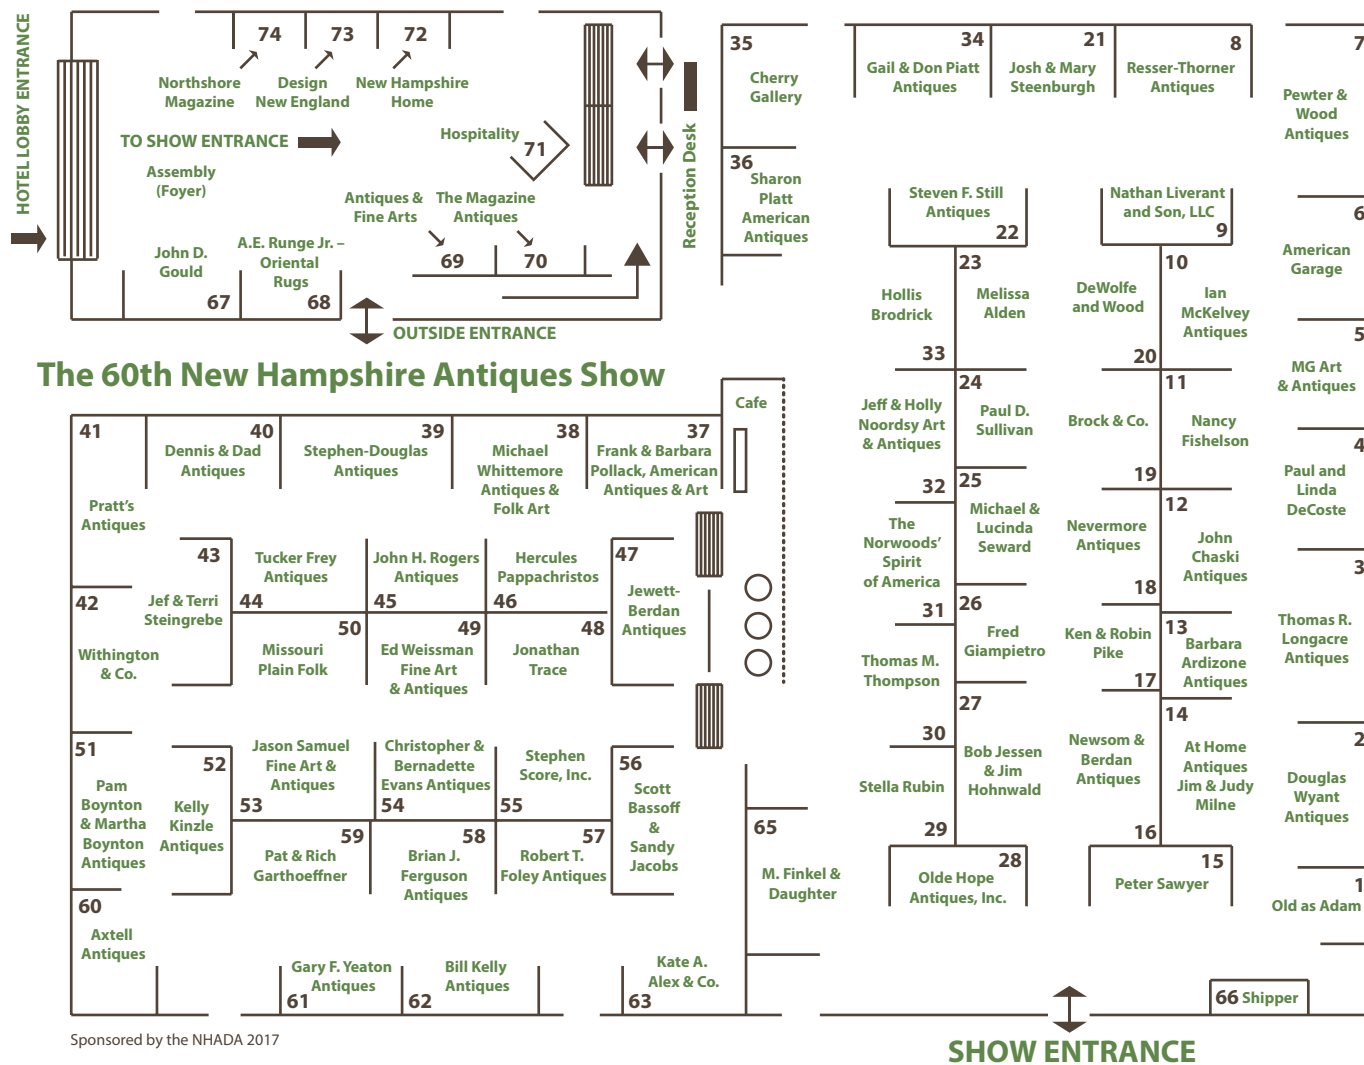 HOTEL LOBBY ENTRANCE
74
73
72
Northshore
Magazine
Design
New England
New Hampshire
Home
TO SHOW ENTRANCE
Hospitality
71
Assembly
(Foyer)
Antiques &
Fine Arts
The Magazine
Antiques
69
70
John D.
Gould
67
A.E. Runge Jr. –
Oriental
Rugs
68
OUTSIDE ENTRANCE
Reception Desk
35
Cherry
Gallery
36
Sharon
Platt
American
Antiques
34
Gail & Don Piatt
Antiques
21
Josh & Mary
Steenburgh
8
Resser-Thorner
Antiques
7
Pewter &
Wood
Antiques
6
American
Garage
5
MG Art
& Antiques
4
Paul and
Linda
DeCoste
3
Thomas R.
Longacre
Antiques
2
Douglas
Wyant
Antiques
1
Old as Adam
Steven F. Still
Antiques
22
23
Hollis
Brodrick
Melissa
Alden
33
24
Jeff & Holly
Noordsy Art
& Antiques
Paul D.
Sullivan
32
25
The
Norwoods’
Spirit
of America
Michael &
Lucinda
Seward
31
26
Fred
Giampietro
Thomas M.
Thompson
27
30
Bob Jessen
& Jim
Hohnwald
Stella Rubin
29
28
Olde Hope
Antiques, Inc.
Nathan Liverant
and Son, LLC
9
10
DeWolfe
and Wood
Ian
McKelvey
Antiques
20
11
Brock & Co.
Nancy
Fishelson
19
12
Nevermore
Antiques
John
Chaski
Antiques
18
13
Ken & Robin
Pike
Barbara
Ardizone
Antiques
17
14
Newsom &
Berdan
Antiques
At Home
Antiques
Jim & Judy
Milne
16
15
Peter Sawyer
The 60th New Hampshire Antiques Show
Cafe
41
Pratt’s
Antiques
40
Dennis & Dad
Antiques
39
Stephen-Douglas
Antiques
38
Michael
Whittemore
Antiques &
Folk Art
37
Frank & Barbara
Pollack, American
Antiques & Art
42
Withington
& Co.
43
Jef & Terri
Steingrebe
Tucker Frey
Antiques
44
John H. Rogers
Antiques
45
Hercules
Pappachristos
46
47
Jewett-
Berdan
Antiques
50
Missouri
Plain Folk
49
Ed Weissman
Fine Art
& Antiques
48
Jonathan
Trace
51
Pam
Boynton
& Martha
Boynton
Antiques
52
Kelly
Kinzle
Antiques
Jason Samuel
Fine Art &
Antiques
53
Christopher &
Bernadette
Evans Antiques
54
Stephen
Score, Inc.
55
56
Scott
Bassoff
&
Sandy
Jacobs
59
Pat & Rich
Garthoeffner
58
Brian J.
Ferguson
Antiques
57
Robert T.
Foley Antiques
60
Axtell
Antiques
Gary F. Yeaton
Antiques
61
Bill Kelly
Antiques
62
Kate A.
Alex & Co.
63
65
M. Finkel &
Daughter
66 Shipper
Sponsored by the NHADA 2017
SHOW ENTRANCE